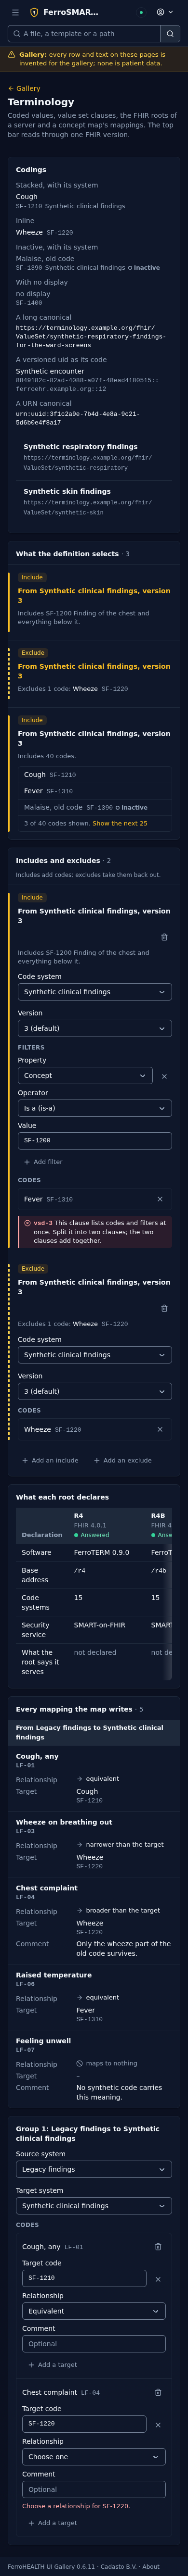 FerroSMAR…
A file, a template or a path
Gallery: every row and text on these pages is
invented for the gallery; none is patient data.
← Gallery
Terminology
Coded values, value set clauses, the FHIR roots of a
server and a concept map's mappings. The top
bar reads through one FHIR version.
Codings
Stacked, with its system
Cough
SF-1210 Synthetic clinical findings
Inline
Wheeze SF-1220
Inactive, with its system
Malaise, old code
SF-1390 Synthetic clinical findings Inactive
With no display
no display
SF-1400
A long canonical
https://terminology.example.org/fhir/
ValueSet/synthetic-respiratory-findings-
for-the-ward-screens
A versioned uid as its code
Synthetic encounter
8849182c-82ad-4088-a07f-48ead4180515::
ferroehr.example.org::12
A URN canonical
urn:uuid:3f1c2a9e-7b4d-4e8a-9c21-
5d6b0e4f8a17
Synthetic respiratory findings
https://terminology.example.org/fhir/
ValueSet/synthetic-respiratory
Synthetic skin findings
https://terminology.example.org/fhir/
ValueSet/synthetic-skin
What the definition selects · 3
Include
From Synthetic clinical findings, version
3
Includes SF-1200 Finding of the chest and
everything below it.
Exclude
From Synthetic clinical findings, version
3
Excludes 1 code: Wheeze SF-1220
Include
From Synthetic clinical findings, version
3
Includes 40 codes.
Cough SF-1210
Fever SF-1310
Malaise, old code SF-1390 Inactive
3 of 40 codes shown. Show the next 25
Includes and excludes · 2
Includes add codes; excludes take them back out.
Include
From Synthetic clinical findings, version
3
Includes SF-1200 Finding of the chest and
everything below it.
Code system
Synthetic clinical findings
Version
3 (default)
FILTERS
Property
Concept
Operator
Is a (is-a)
Value
SF-1200
Add filter
CODES
Fever SF-1310
vsd-3 This clause lists codes and filters at
once. Split it into two clauses; the two
clauses add together.
Exclude
From Synthetic clinical findings, version
3
Excludes 1 code: Wheeze SF-1220
Code system
Synthetic clinical findings
Version
3 (default)
CODES
Wheeze SF-1220
Add an include Add an exclude
What each root declares
R4 R4B
FHIR 4.0.1 FHIR 4
Declaration Answered Answ
Software FerroTERM 0.9.0 FerroT
Base address /r4 /r4b
Code systems 15 15
Security service SMART-on-FHIR SMAR
What the root says it serves not declared not de
Every mapping the map writes · 5
From Legacy findings to Synthetic clinical
findings
Cough, any
LF-01
Relationship → equivalent
Target Cough
SF-1210
Wheeze on breathing out
LF-03
Relationship → narrower than the target
Target Wheeze
SF-1220
Chest complaint
LF-04
Relationship → broader than the target
Target Wheeze
SF-1220
Comment Only the wheeze part of the
old code survives.
Raised temperature
LF-06
Relationship → equivalent
Target Fever
SF-1310
Feeling unwell
LF-07
Relationship maps to nothing
Target –
Comment No synthetic code carries
this meaning.
Group 1: Legacy findings to Synthetic
clinical findings
Source system
Legacy findings
Target system
Synthetic clinical findings
CODES
Cough, any LF-01
Target code
SF-1210
Relationship
Equivalent
Comment
Optional
Add a target
Chest complaint LF-04
Target code
SF-1220
Relationship
Choose one
Comment
Optional
Choose a relationship for SF-1220.
Add a target
FerroHEALTH UI Gallery 0.6.11 · Cadasto B.V. · About